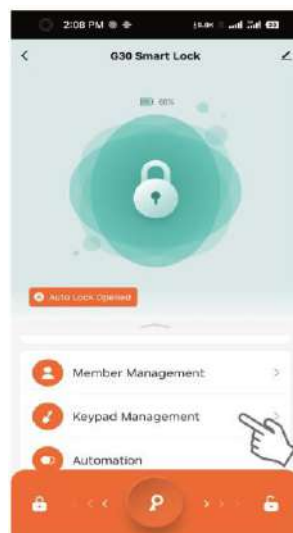 2:08 PM
G30 Smart Lock
Auto Lock Opened
Member Management
Keypad Management
Automation